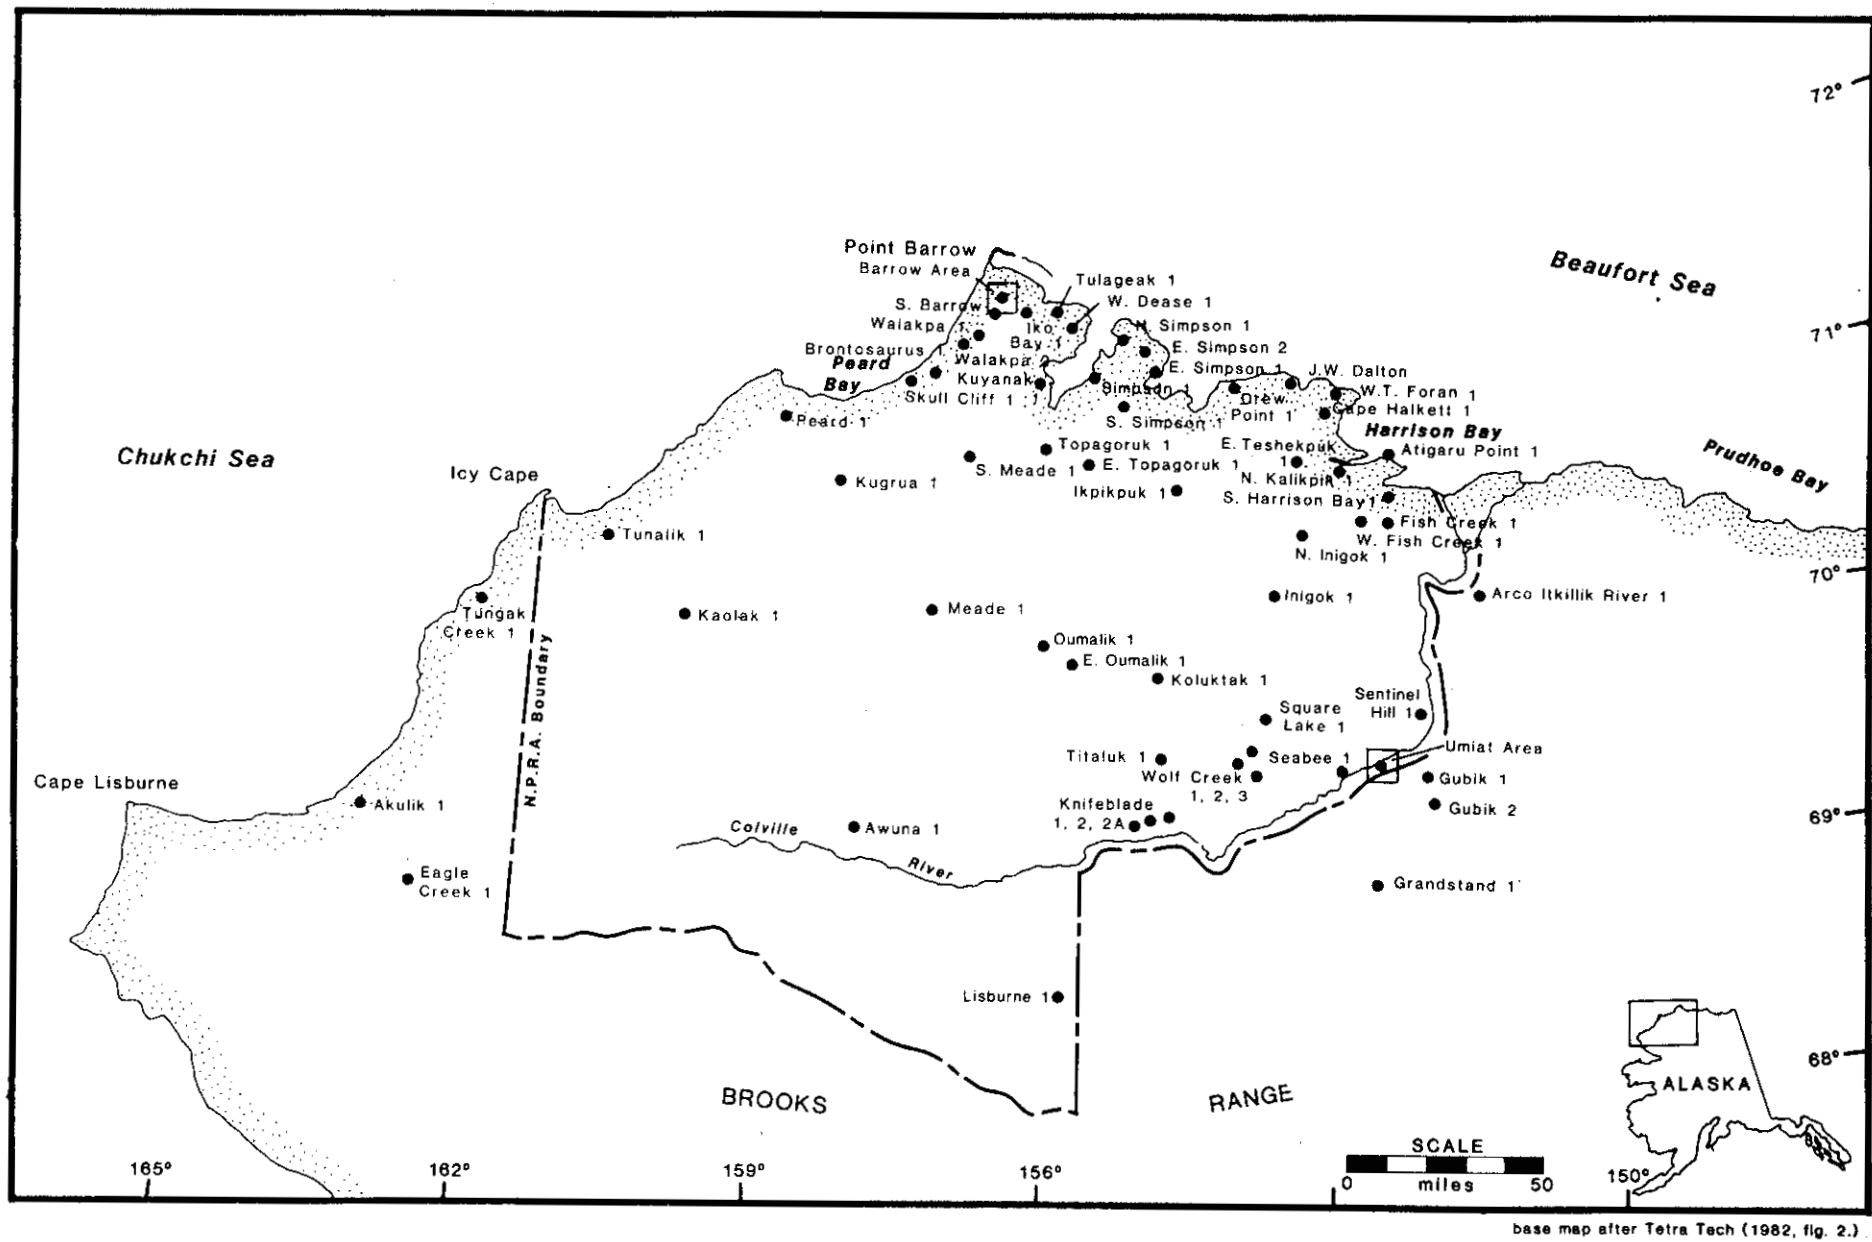 72°
Point Barrow
Barrow Area
Beaufort Sea
Tulageak 1
W. Dease 1
S. Barrow
Walakpa 1
Iko
Bay 1
N. Simpson 1
71°
Brontosaurus 1
Walakpa 2
E. Simpson 2
Peard
Bay
Kuyanak
1
E. Simpson 1
J.W. Dalton
Skull Cliff 1
Simpson 1
Drew
Point 1
W.T. Foran 1
Cape Halkett 1
Peard 1
S. Simpson 1
Harrison Bay
Chukchi Sea
Icy Cape
Topagoruk 1
E. Teshekpuk
1
Atigaru Point 1
Prudhoe Bay
S. Meade 1
E. Topagoruk 1
Kugrua 1
Ikpikpuk 1
N. Kalikpik 1
S. Harrison Bay 1
Tunalik 1
Fish Creek 1
W. Fish Creek 1
N. Inigok 1
70°
Tungak
Creek 1
Kaolak 1
Meade 1
Inigok 1
Arco Itkillik River 1
N.P.R.A. Boundary
Oumalik 1
E. Oumalik 1
Koluktak 1
Sentinel
Hill 1
Square
Lake 1
Umiat Area
Titaluk 1
Seabee 1
Wolf Creek
1, 2, 3
Gubik 1
Cape Lisburne
Akulik 1
Knifeblade
1, 2, 2A
Gubik 2
69°
Colville
River
Awuna 1
Eagle
Creek 1
Grandstand 1
Lisburne 1
68°
BROOKS
RANGE
ALASKA
SCALE
0 miles 50
165°
162°
159°
156°
150°
base map after Tetra Tech (1982, fig. 2.)